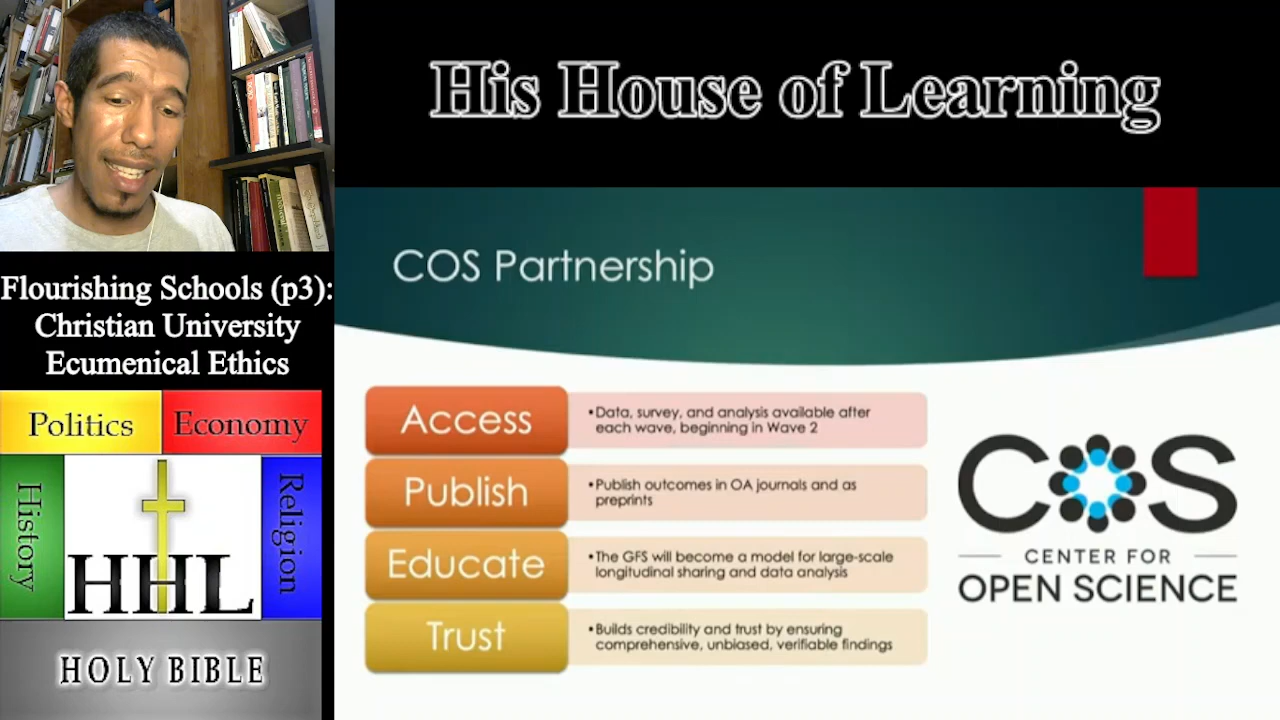 His House of Learning
Flourishing Schools (p3):
Christian University
Ecumenical Ethics
Politics
Economy
History
Religion
HHL
HOLY BIBLE
COS Partnership
Access
•Data, survey, and analysis available after
each wave, beginning in Wave 2
Publish
•Publish outcomes in OA journals and as
preprints
Educate
•The GFS will become a model for large-scale
longitudinal sharing and data analysis
Trust
•Builds credibility and trust by ensuring
comprehensive, unbiased, verifiable findings
COS
CENTER FOR
OPEN SCIENCE